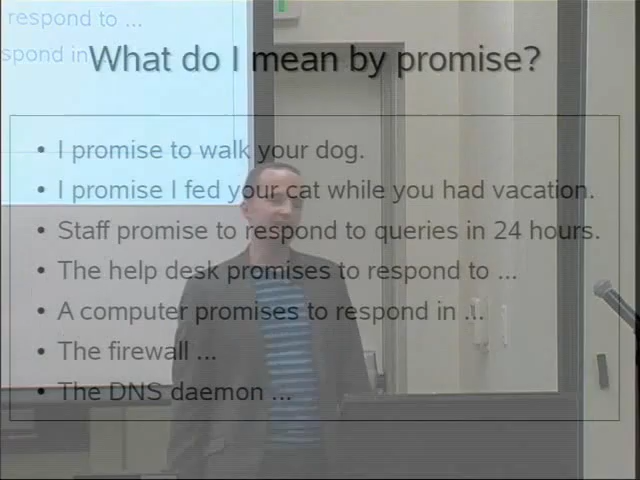 respond to ...
spond in
What do I mean by promise?
• I promise to walk your dog.
• I promise I fed your cat while you had vacation.
• Staff promise to respond to queries in 24 hours.
• The help desk promises to respond to ...
• A computer promises to respond in ...
• The firewall ...
• The DNS daemon ...